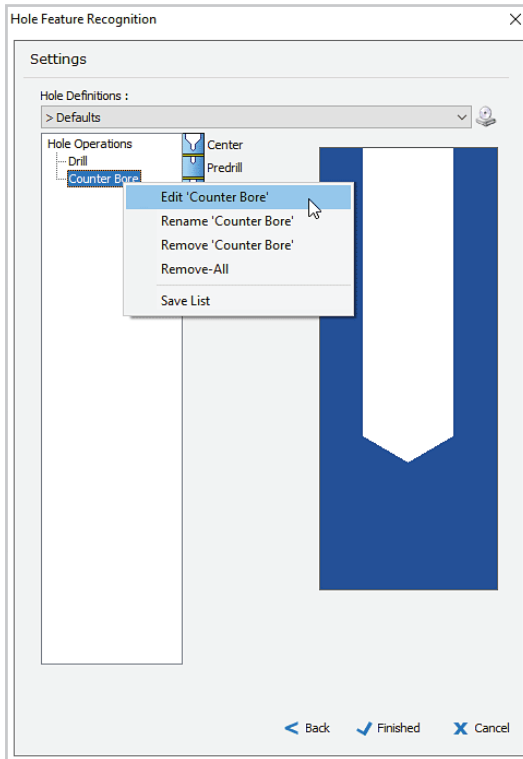 Hole Feature Recognition
Settings
Hole Definitions :
> Defaults
Hole Operations
Drill
Counter Bore
Center
Predrill
Edit 'Counter Bore'
Rename 'Counter Bore'
Remove 'Counter Bore'
Remove-All
Save List
< Back
Finished
X Cancel